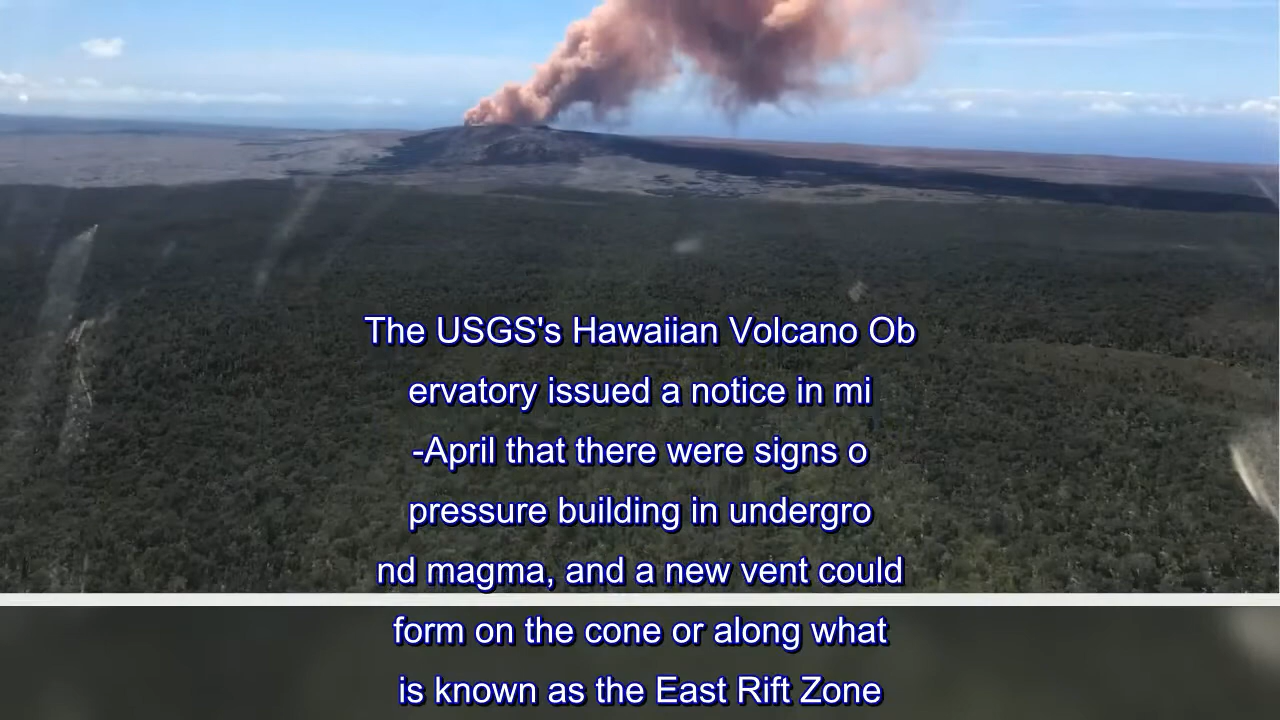 The USGS's Hawaiian Volcano Ob
ervatory issued a notice in mi
-April that there were signs o
pressure building in undergro
nd magma, and a new vent could
form on the cone or along what
is known as the East Rift Zone